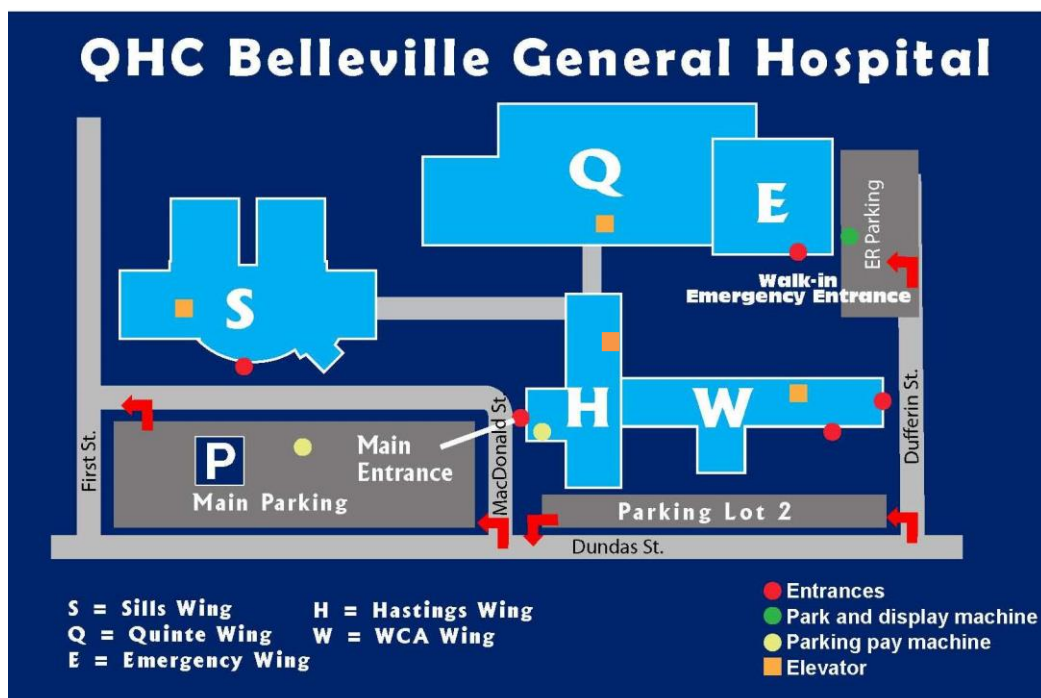 QHC Belleville General Hospital
Q
E
ER Parking
Walk-in
Emergency Entrance
S
H
W
Main
Entrance
P
Main Parking
First St.
MacDonald St
Dufferin St.
Parking Lot 2
Dundas St.
S = Sills Wing
Q = Quinte Wing
E = Emergency Wing
H = Hastings Wing
W = WCA Wing
Entrances
Park and display machine
Parking pay machine
Elevator